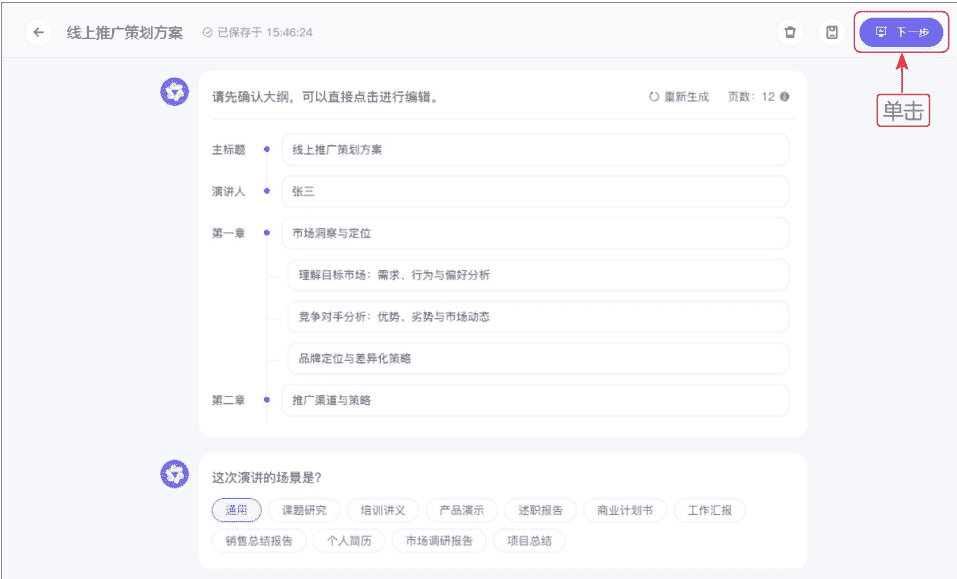 线上推广策划方案 已保存于 15:46:24 下一步
单击
请先确认大纲，可以直接点击进行编辑。 重新生成 页数：12
主标题 线上推广策划方案
演讲人 张三
第一章 市场洞察与定位
理解目标市场：需求、行为与偏好分析
竞争对手分析：优势、劣势与市场动态
品牌定位与差异化策略
第二章 推广渠道与策略
这次演讲的场景是?
通用 课题研究 培训讲义 产品演示 述职报告 商业计划书 工作汇报
销售总结报告 个人简历 市场调研报告 项目总结